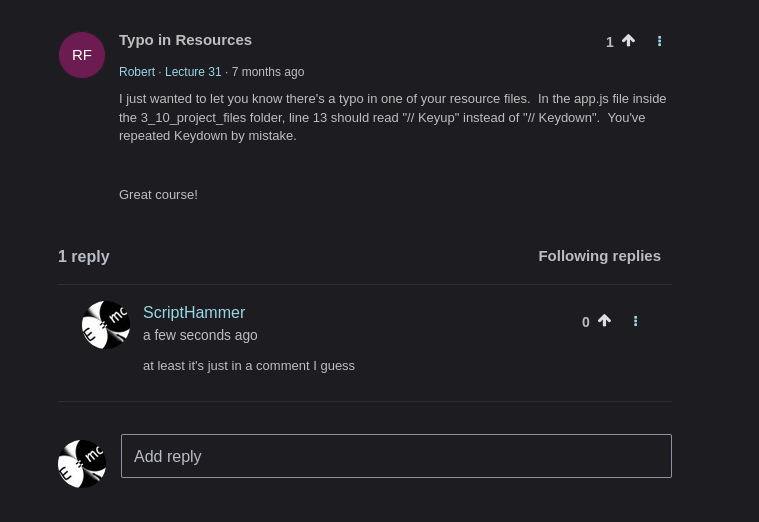 RF
Typo in Resources
1
Robert · Lecture 31 · 7 months ago
I just wanted to let you know there's a typo in one of your resource files.  In the app.js file inside
the 3_10_project_files folder, line 13 should read "// Keyup" instead of "// Keydown".  You've
repeated Keydown by mistake.
Great course!
1 reply
Following replies
E = mc
ScriptHammer
0
a few seconds ago
at least it's just in a comment I guess
E = mc
Add reply